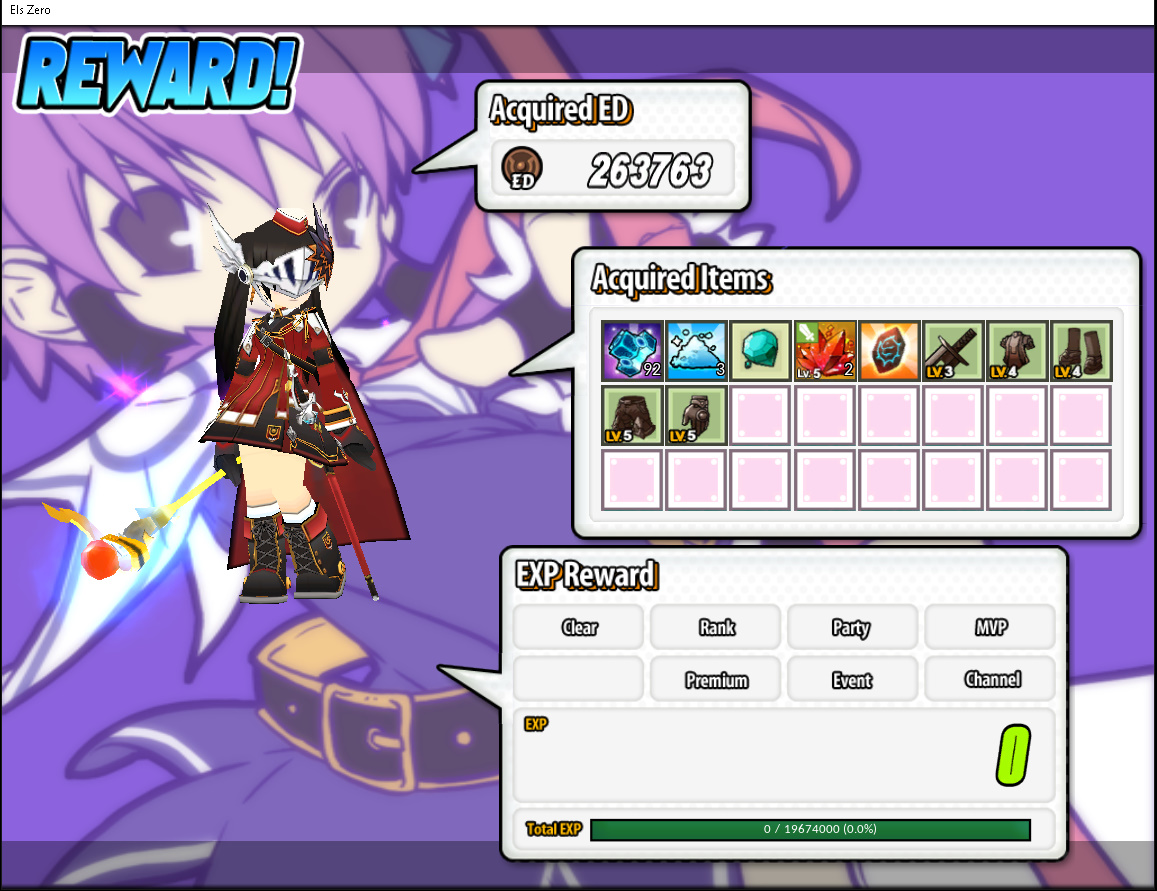 Els Zero
REWARD!
Acquired ED
ED 263763
Acquired Items
92 3 Lv.5 2 LV.3 LV.4 LV.4
LV.5 LV.5
EXP Reward
Clear Rank Party MVP
Premium Event Channel
EXP
0
Total EXP 0 / 19674000 (0.0%)